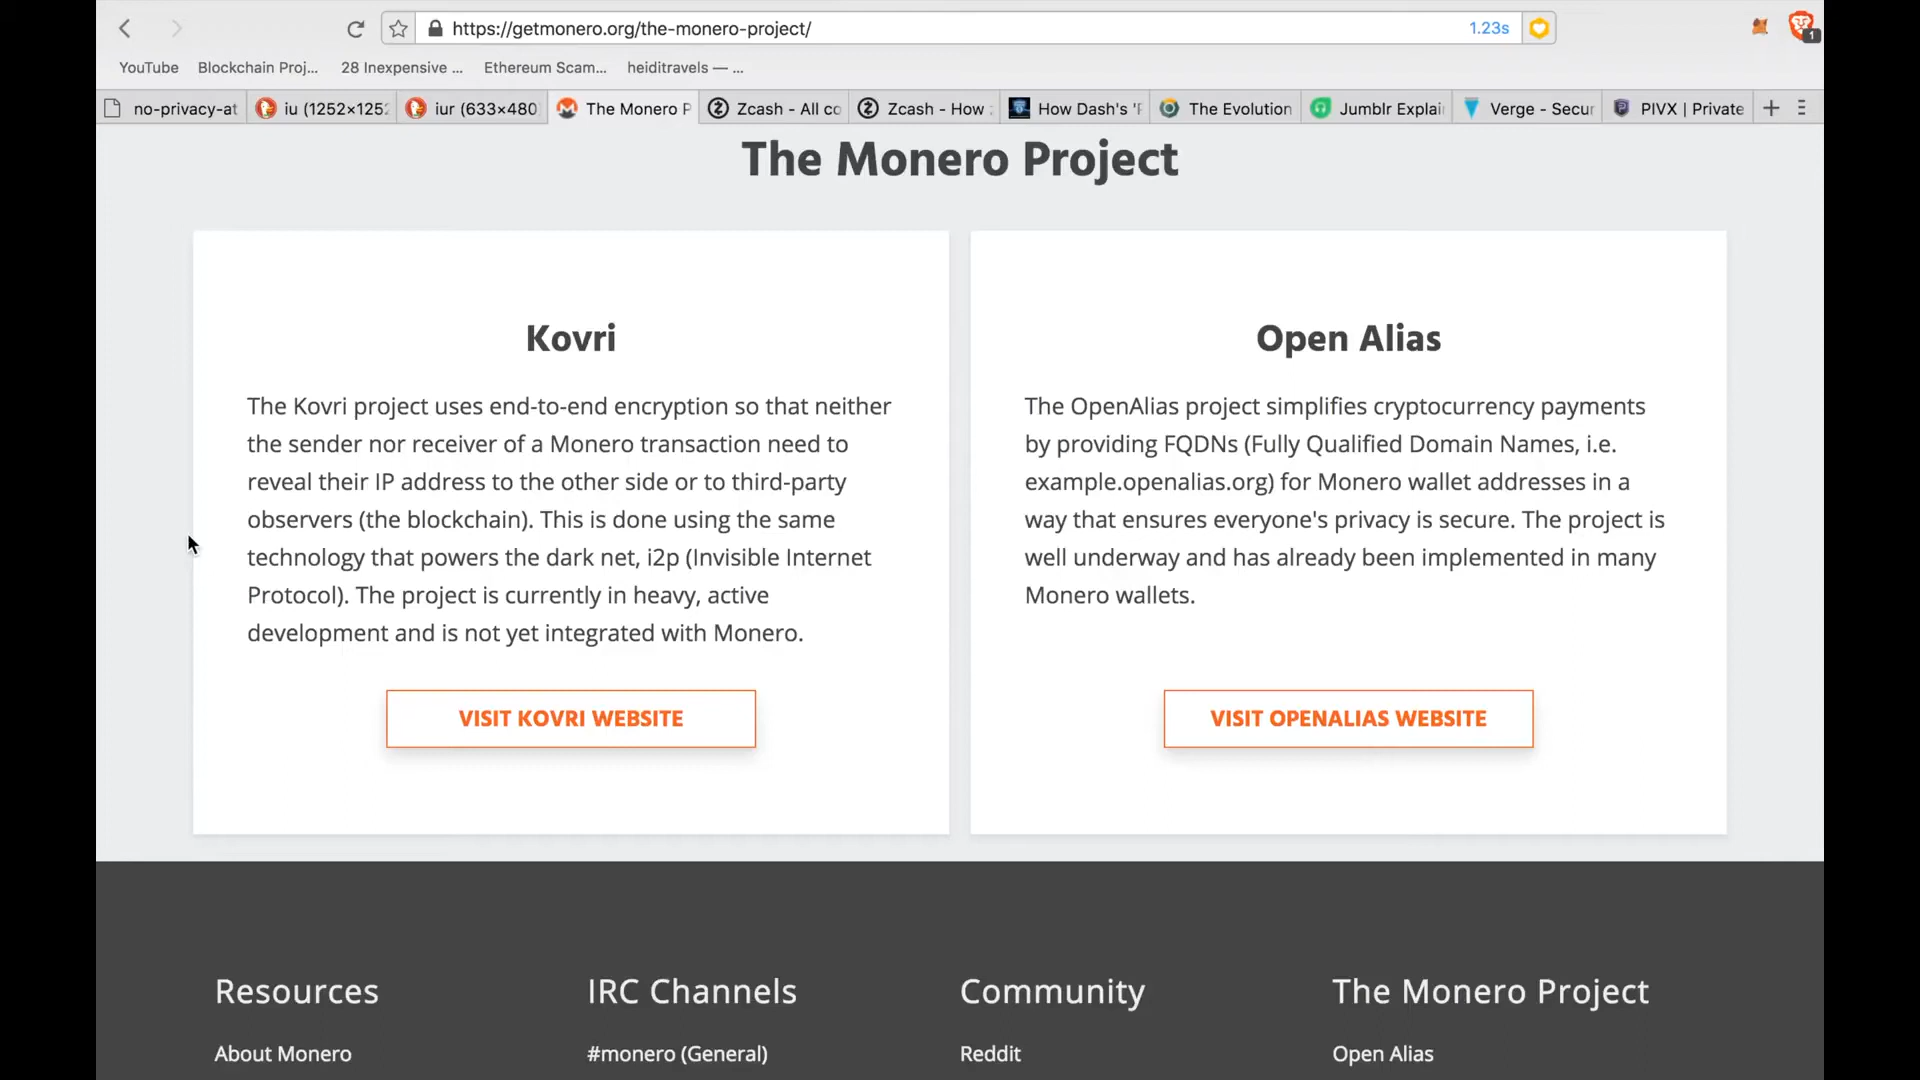 https://getmonero.org/the-monero-project/
1.23s
1
YouTube
Blockchain Proj...
28 Inexpensive ...
Ethereum Scam...
heiditravels — ...
no-privacy-at
iu (1252×1252
iur (633×480
The Monero P
Zcash - All co
Zcash - How
How Dash's 'P
The Evolution
Jumblr Explai
Verge - Secur
PIVX | Private
The Monero Project
Kovri
The Kovri project uses end-to-end encryption so that neither
the sender nor receiver of a Monero transaction need to
reveal their IP address to the other side or to third-party
observers (the blockchain). This is done using the same
technology that powers the dark net, i2p (Invisible Internet
Protocol). The project is currently in heavy, active
development and is not yet integrated with Monero.
VISIT KOVRI WEBSITE
Open Alias
The OpenAlias project simplifies cryptocurrency payments
by providing FQDNs (Fully Qualified Domain Names, i.e.
example.openalias.org) for Monero wallet addresses in a
way that ensures everyone's privacy is secure. The project is
well underway and has already been implemented in many
Monero wallets.
VISIT OPENALIAS WEBSITE
Resources
About Monero
IRC Channels
#monero (General)
Community
Reddit
The Monero Project
Open Alias